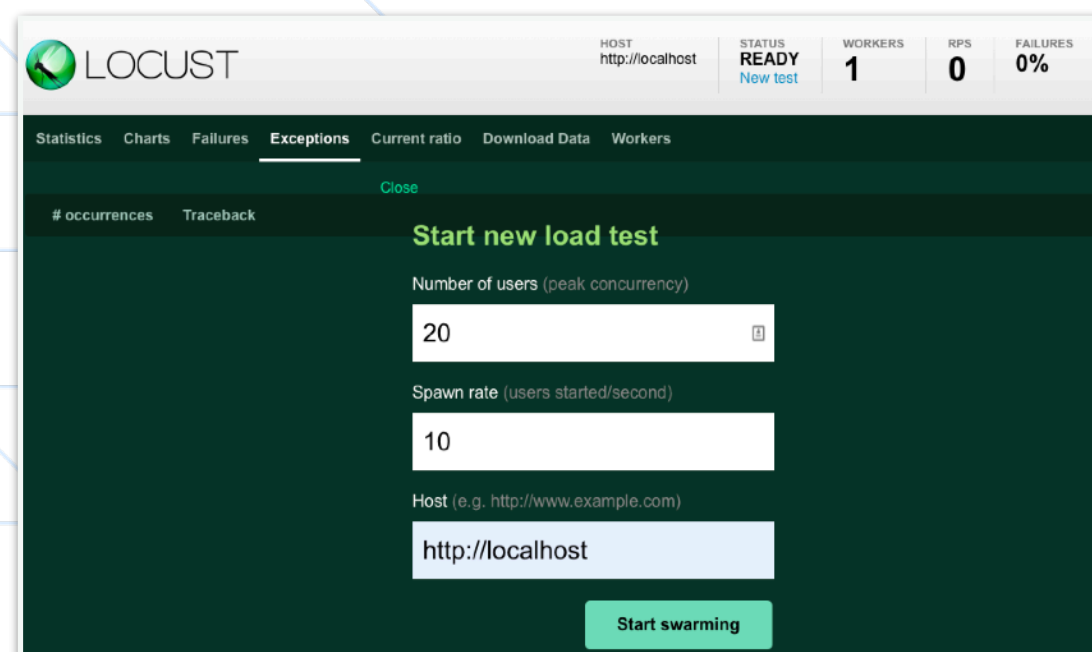 LOCUST
HOST
http://localhost
STATUS
READY
New test
WORKERS
1
RPS
0
FAILURES
0%
Statistics Charts Failures Exceptions Current ratio Download Data Workers
Close
# occurrences Traceback
Start new load test
Number of users (peak concurrency)
20
Spawn rate (users started/second)
10
Host (e.g. http://www.example.com)
http://localhost
Start swarming